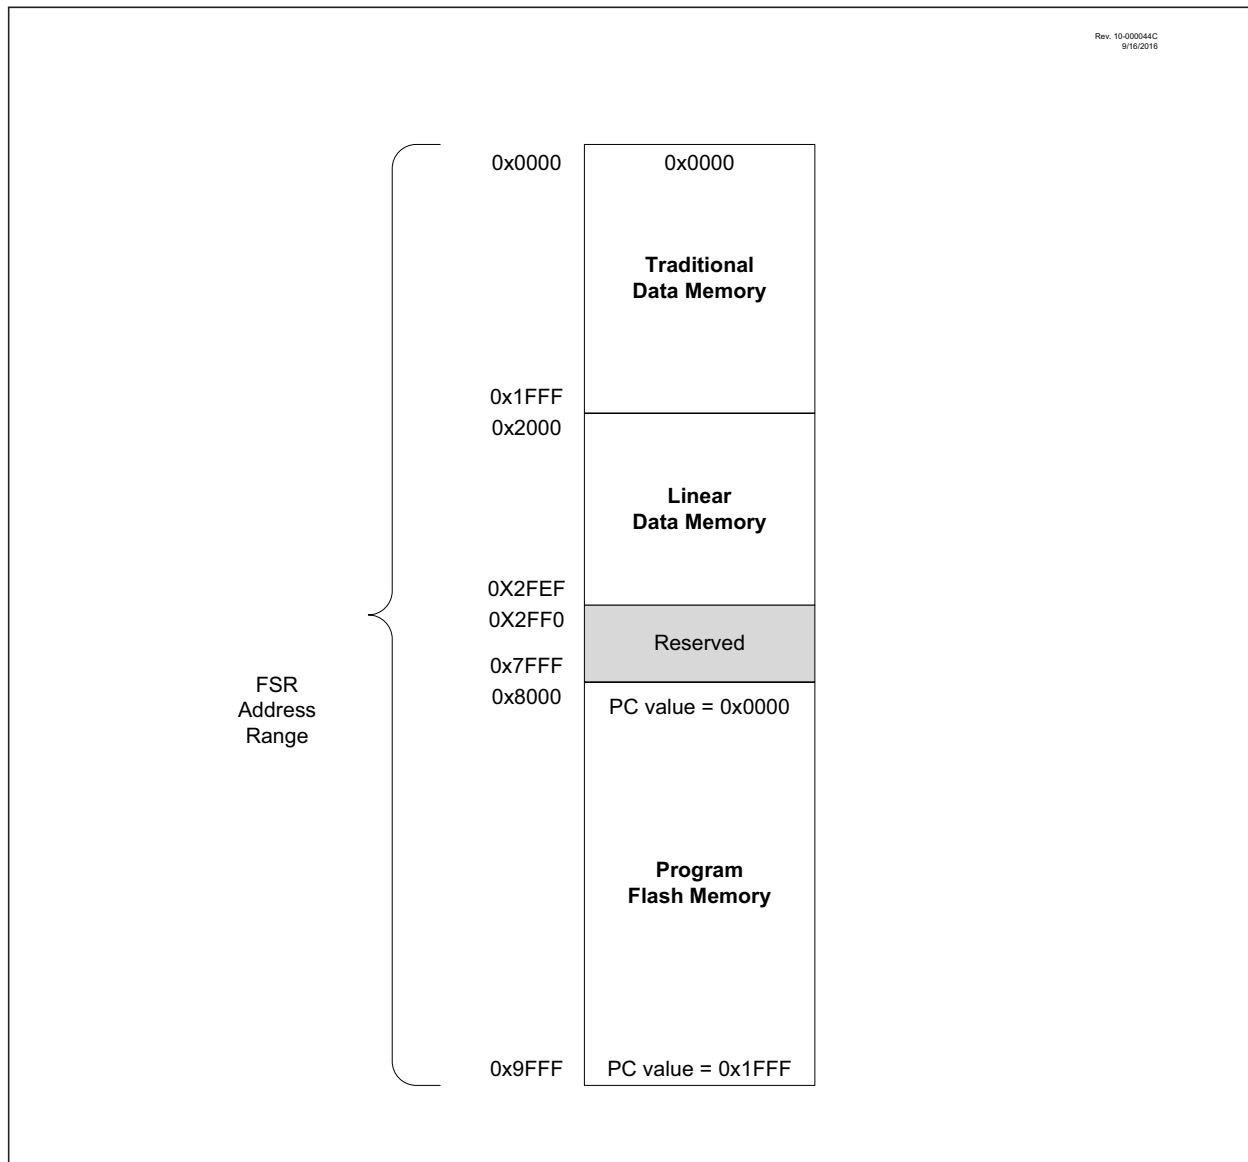 Rev. 10-000044C
9/16/2016
0x0000
0x0000
Traditional
Data Memory
0x1FFF
0x2000
Linear
Data Memory
0X2FEF
0X2FF0
Reserved
0x7FFF
0x8000
PC value = 0x0000
FSR
Address
Range
Program
Flash Memory
0x9FFF
PC value = 0x1FFF